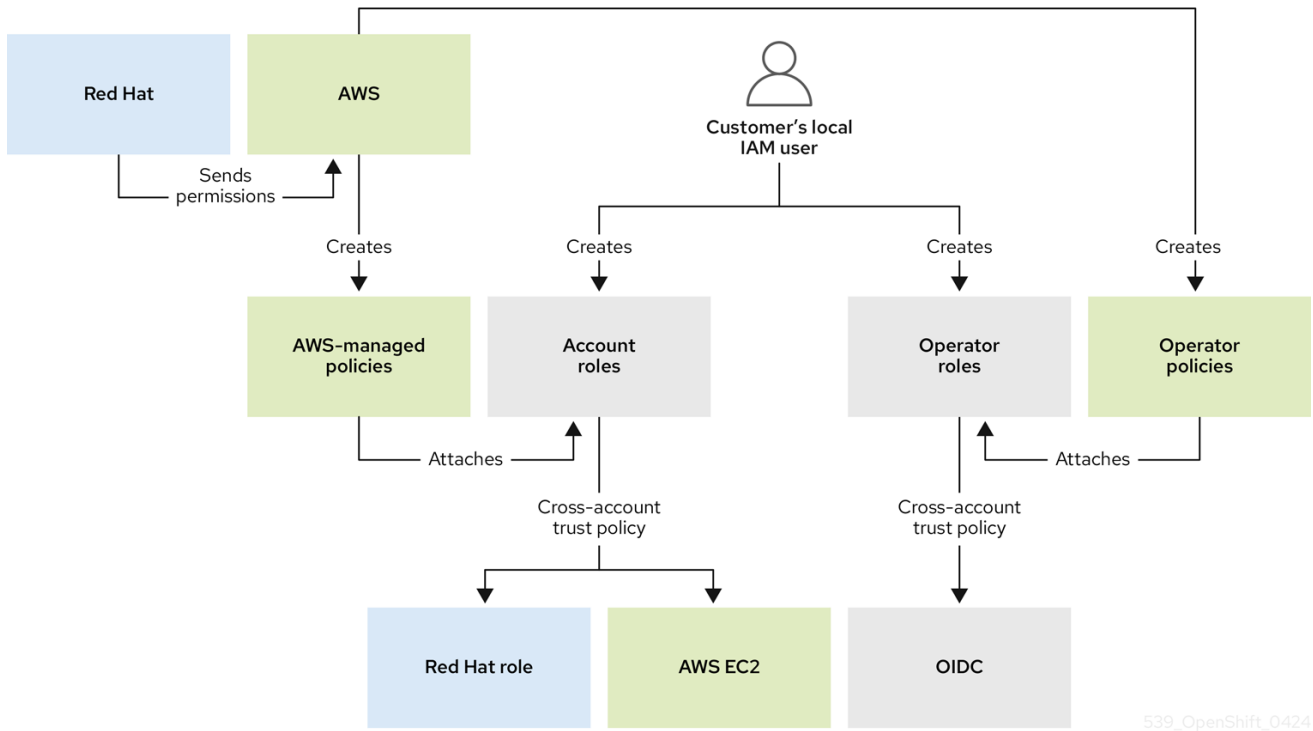 Red Hat
AWS
Customer’s local
IAM user
Sends
permissions
Creates
Creates
Creates
Creates
AWS-managed
policies
Account
roles
Operator
roles
Operator
policies
Attaches
Attaches
Cross-account
trust policy
Cross-account
trust policy
Red Hat role
AWS EC2
OIDC
539_OpenShift_0424